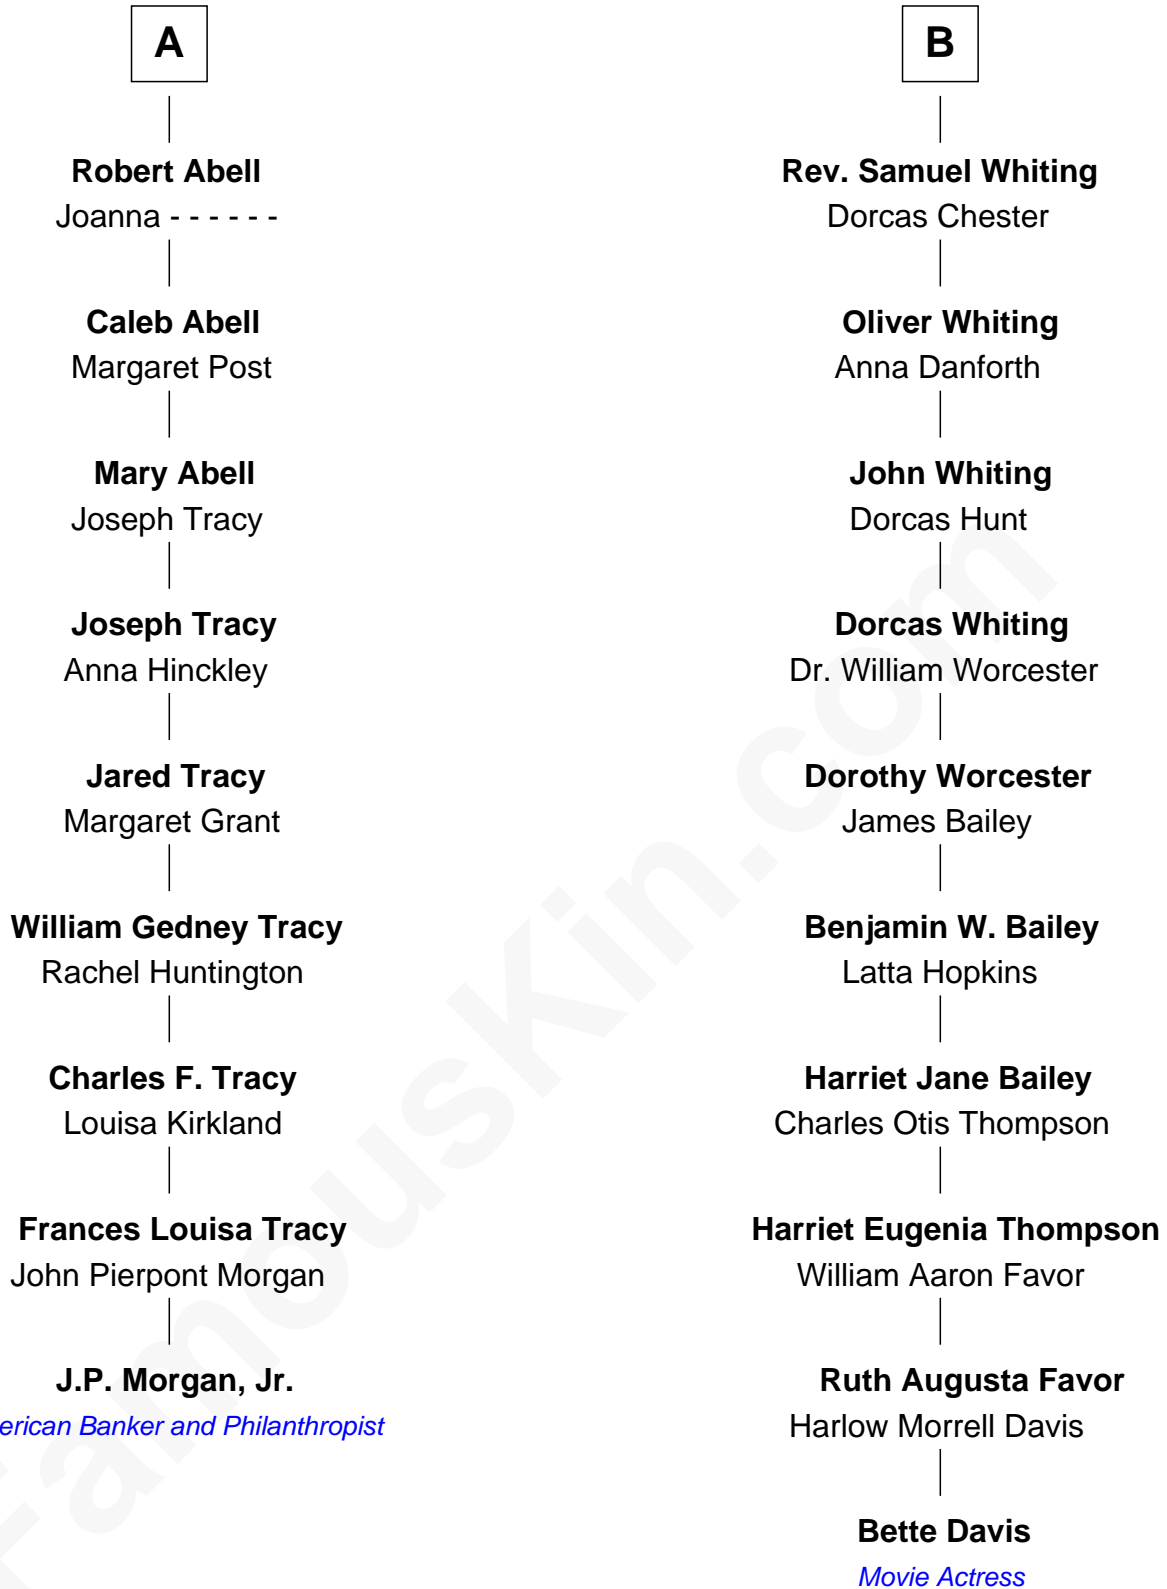 A
Robert Abell
Joanna - - - - - -
Caleb Abell
Margaret Post
Mary Abell
Joseph Tracy
Joseph Tracy
Anna Hinckley
Jared Tracy
Margaret Grant
William Gedney Tracy
Rachel Huntington
Charles F. Tracy
Louisa Kirkland
Frances Louisa Tracy
John Pierpont Morgan
J.P. Morgan, Jr.
erican Banker and Philanthropist
B
Rev. Samuel Whiting
Dorcas Chester
Oliver Whiting
Anna Danforth
John Whiting
Dorcas Hunt
Dorcas Whiting
Dr. William Worcester
Dorothy Worcester
James Bailey
Benjamin W. Bailey
Latta Hopkins
Harriet Jane Bailey
Charles Otis Thompson
Harriet Eugenia Thompson
William Aaron Favor
Ruth Augusta Favor
Harlow Morrell Davis
Bette Davis
Movie Actress
FamousKin.com